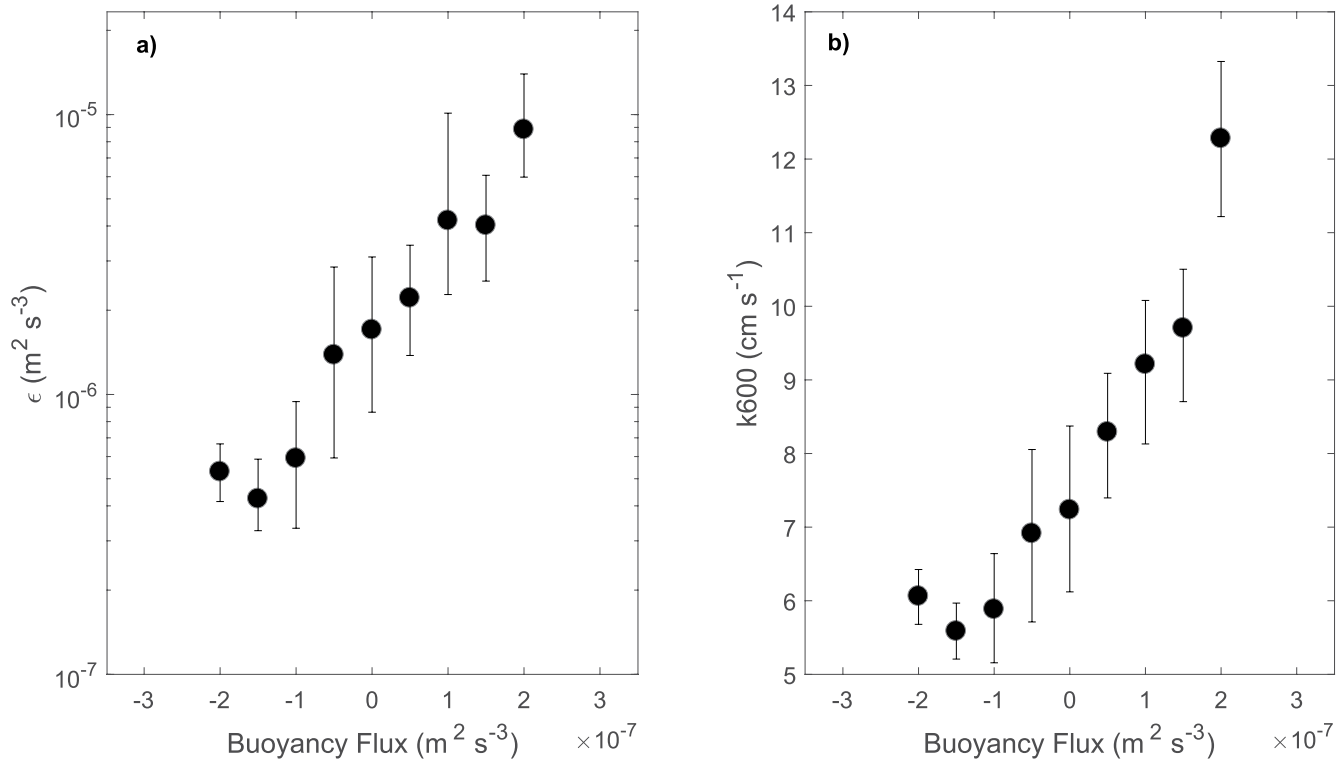 a)
10^-5
10^-6
10^-7
ϵ (m^2 s^-3)
-3 -2 -1 0 1 2 3
Buoyancy Flux (m^2 s^-3) ×10^-7
b)
14
13
12
11
10
9
8
7
6
5
k600 (cm s^-1)
-3 -2 -1 0 1 2 3
Buoyancy Flux (m^2 s^-3) ×10^-7